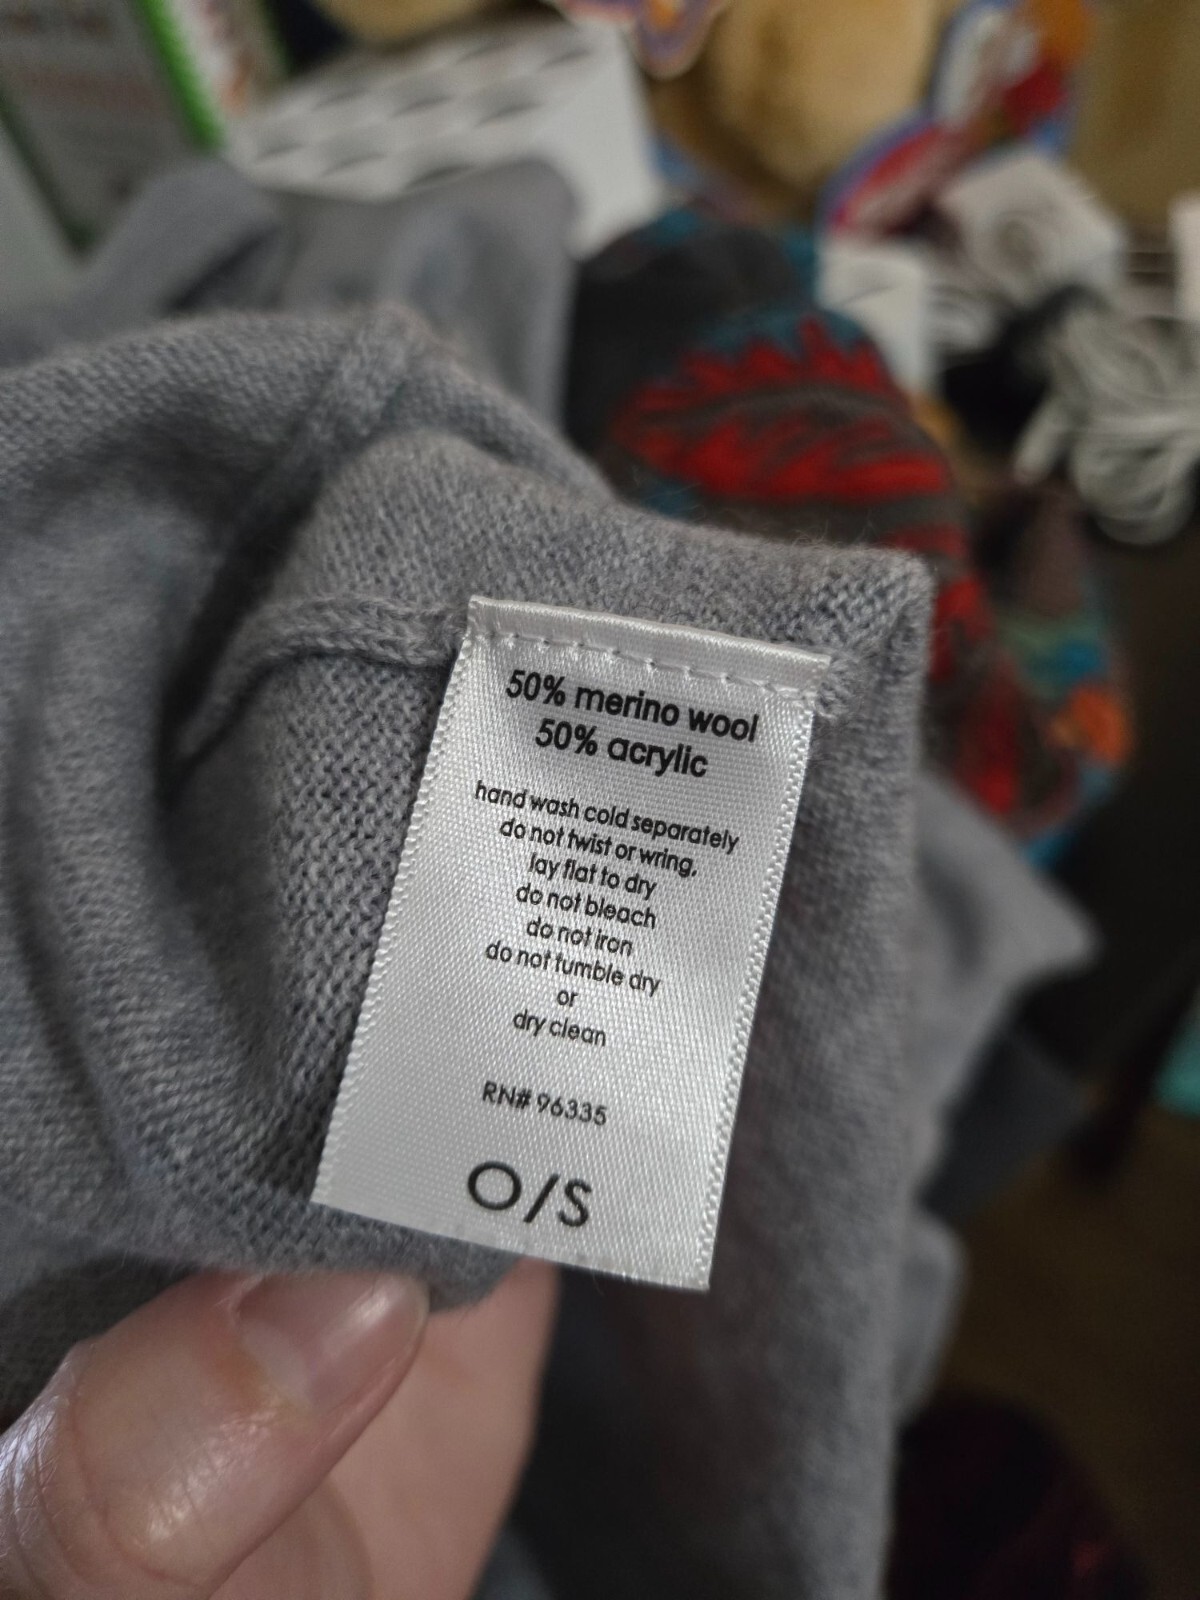 50% merino wool
50% acrylic
hand wash cold separately
do not twist or wring,
lay flat to dry
do not bleach
do not iron
do not tumble dry
or
dry clean
RN# 96335
O/S